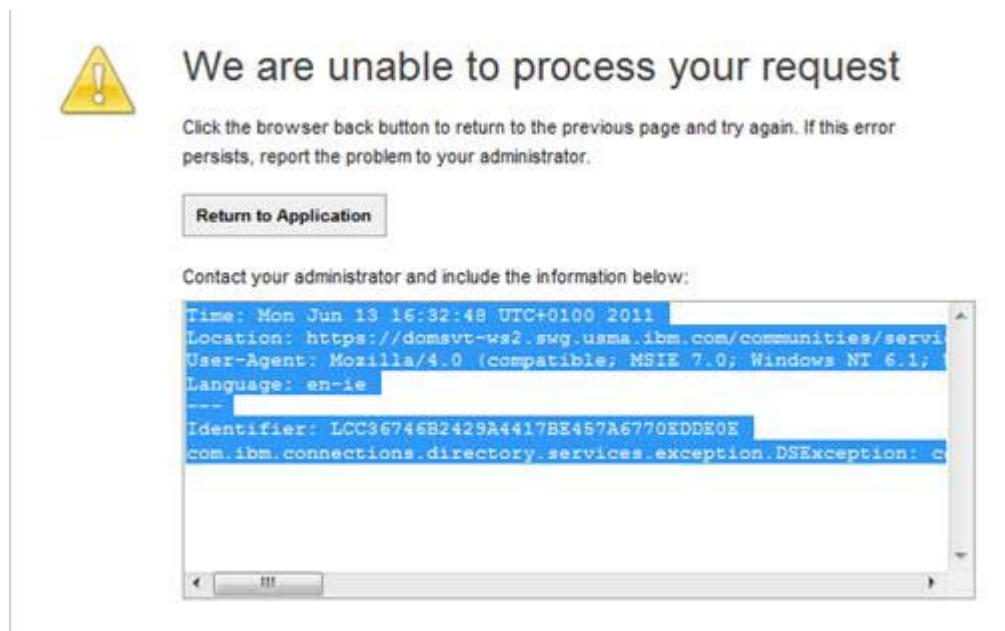 We are unable to process your request
Click the browser back button to return to the previous page and try again. If this error
persists, report the problem to your administrator.
Return to Application
Contact your administrator and include the information below:
Time: Mon Jun 13 16:32:48 UTC+0100 2011
Location: https://domsvt-ws2.swg.usma.ibm.com/communities/servi
User-Agent: Mozilla/4.0 (compatible; MSIE 7.0; Windows NT 6.1;
Language: en-ie
---
Identifier: LCC36746B2429A4417BE457A6770EDDE0E
com.ibm.connections.directory.services.exception.DSException: